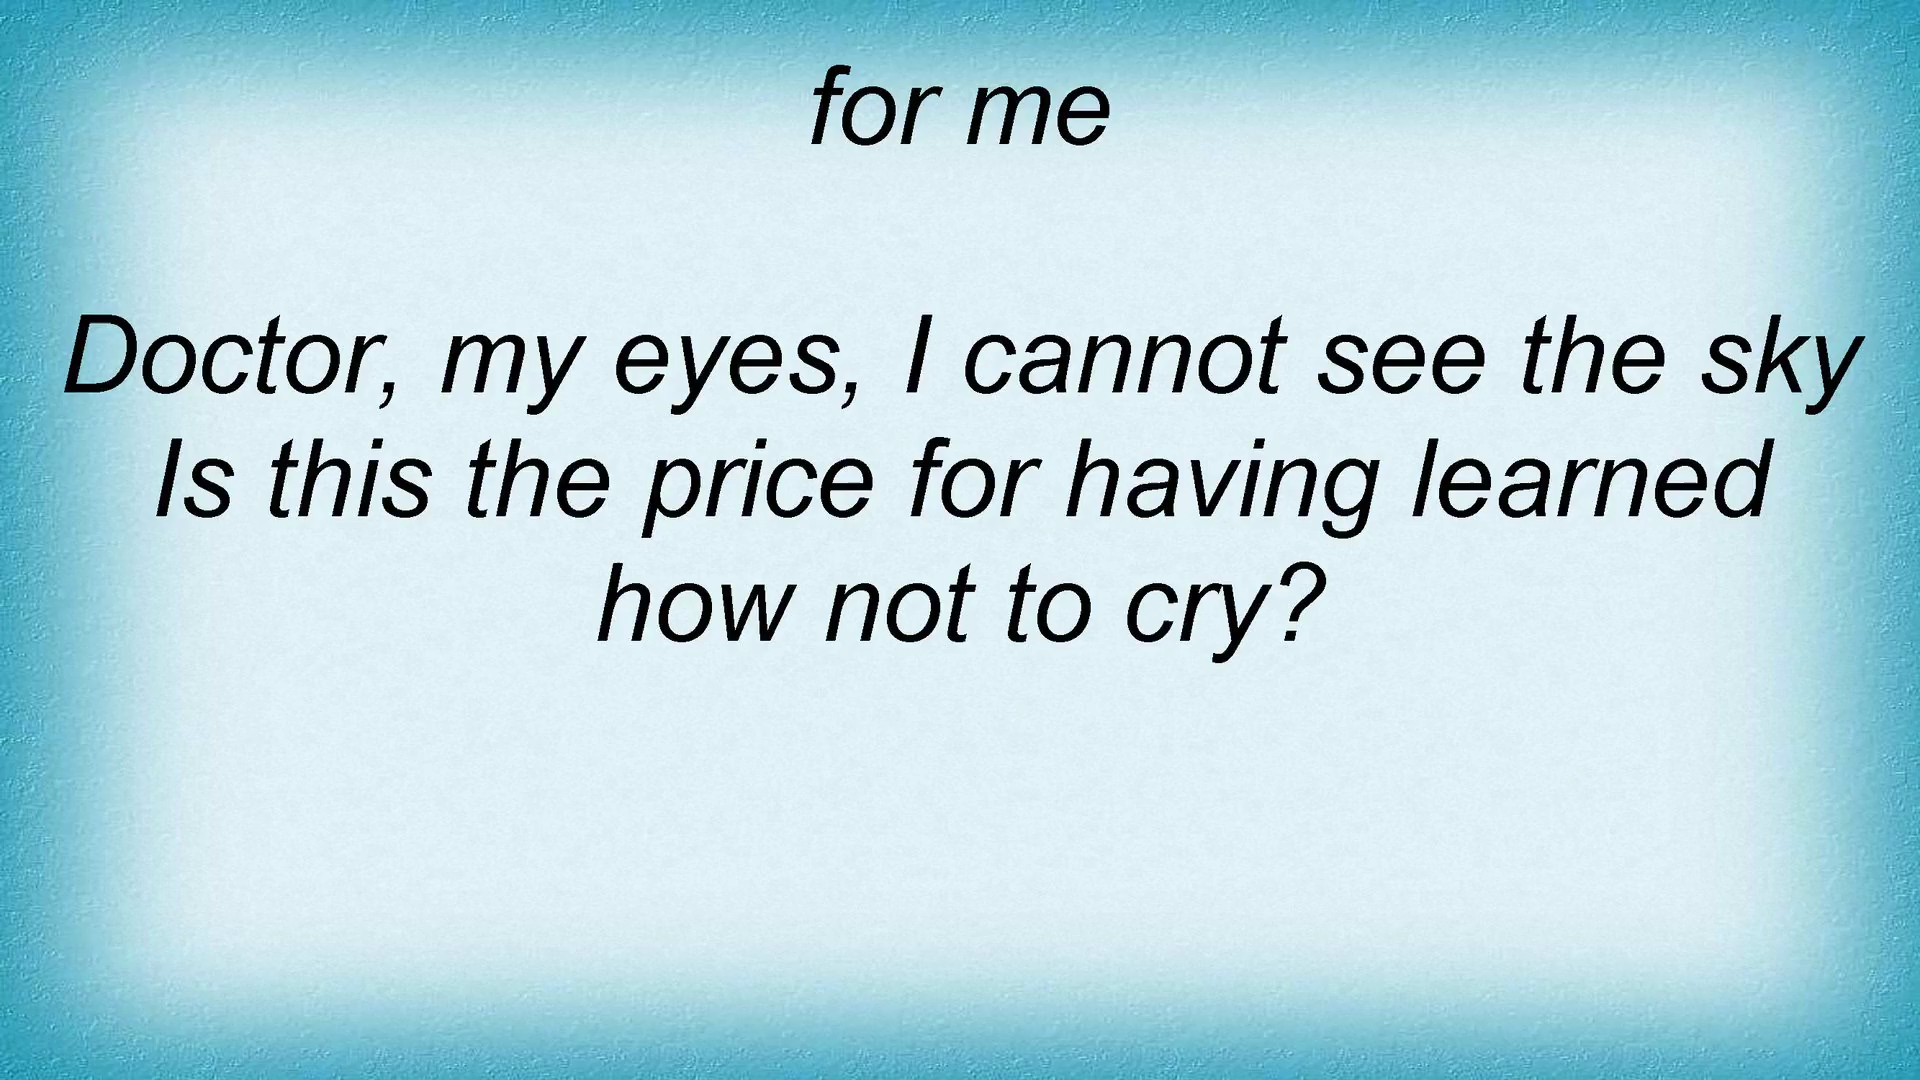 for me
Doctor, my eyes, I cannot see the sky
Is this the price for having learned
how not to cry?